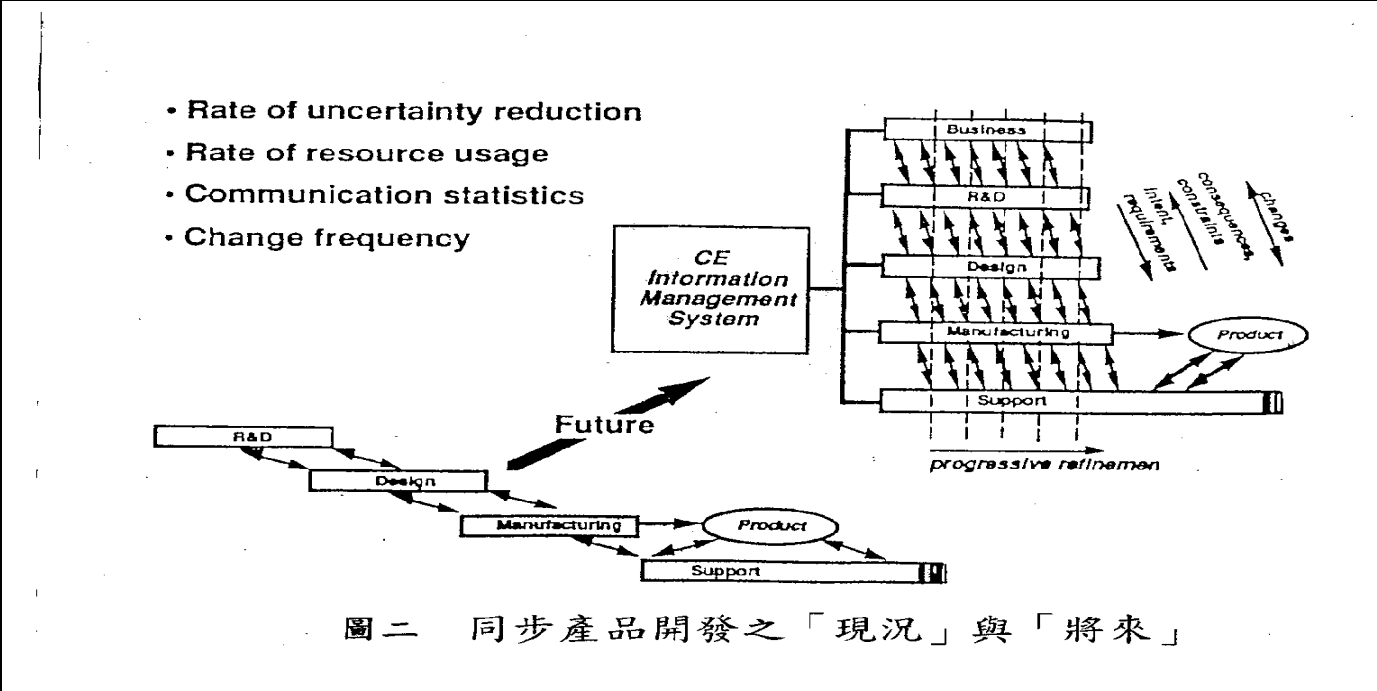 • Rate of uncertainty reduction
• Rate of resource usage
• Communication statistics
• Change frequency
CE
Information
Management
System
Business
R&D
Design
Manufacturing
Product
Support
intent,
requirements
consequences,
constraints
changes
progressive refinemen
Future
R&D
Design
Manufacturing
Product
Support
圖二 同步產品開發之「現況」與「將來」